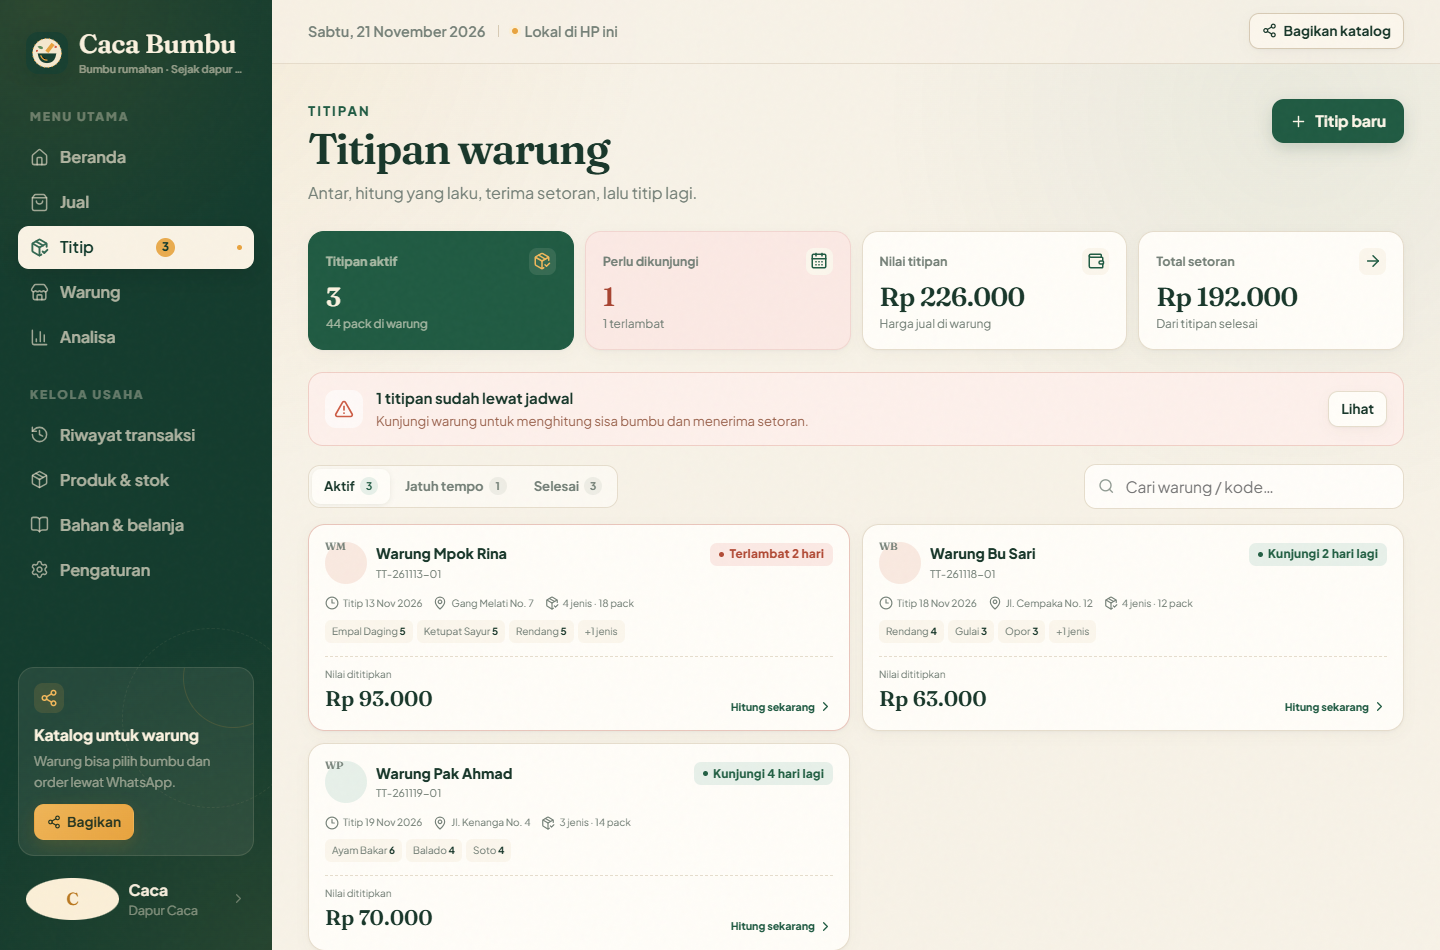 Caca Bumbu
Bumbu rumahan · Sejak dapur ...
MENU UTAMA
Beranda
Jual
Titip 3
Warung
Analisa
KELOLA USAHA
Riwayat transaksi
Produk & stok
Bahan & belanja
Pengaturan
Katalog untuk warung
Warung bisa pilih bumbu dan
order lewat WhatsApp.
Bagikan
C
Caca
Dapur Caca
Sabtu, 21 November 2026
Lokal di HP ini
Bagikan katalog
TITIPAN
Titipan warung
Antar, hitung yang laku, terima setoran, lalu titip lagi.
Titip baru
Titipan aktif
3
44 pack di warung
Perlu dikunjungi
1
1 terlambat
Nilai titipan
Rp 226.000
Harga jual di warung
Total setoran
Rp 192.000
Dari titipan selesai
1 titipan sudah lewat jadwal
Kunjungi warung untuk menghitung sisa bumbu dan menerima setoran.
Lihat
Aktif 3 Jatuh tempo 1 Selesai 3
Cari warung / kode...
WM
Warung Mpok Rina
TT-261113-01
Terlambat 2 hari
Titip 13 Nov 2026 Gang Melati No. 7 4 jenis · 18 pack
Empal Daging 5 Ketupat Sayur 5 Rendang 5 +1 jenis
Nilai dititipkan
Rp 93.000
Hitung sekarang
WB
Warung Bu Sari
TT-261118-01
Kunjungi 2 hari lagi
Titip 18 Nov 2026 Jl. Cempaka No. 12 4 jenis · 12 pack
Rendang 4 Gulai 3 Opor 3 +1 jenis
Nilai dititipkan
Rp 63.000
Hitung sekarang
WP
Warung Pak Ahmad
TT-261119-01
Kunjungi 4 hari lagi
Titip 19 Nov 2026 Jl. Kenanga No. 4 3 jenis · 14 pack
Ayam Bakar 6 Balado 4 Soto 4
Nilai dititipkan
Rp 70.000
Hitung sekarang